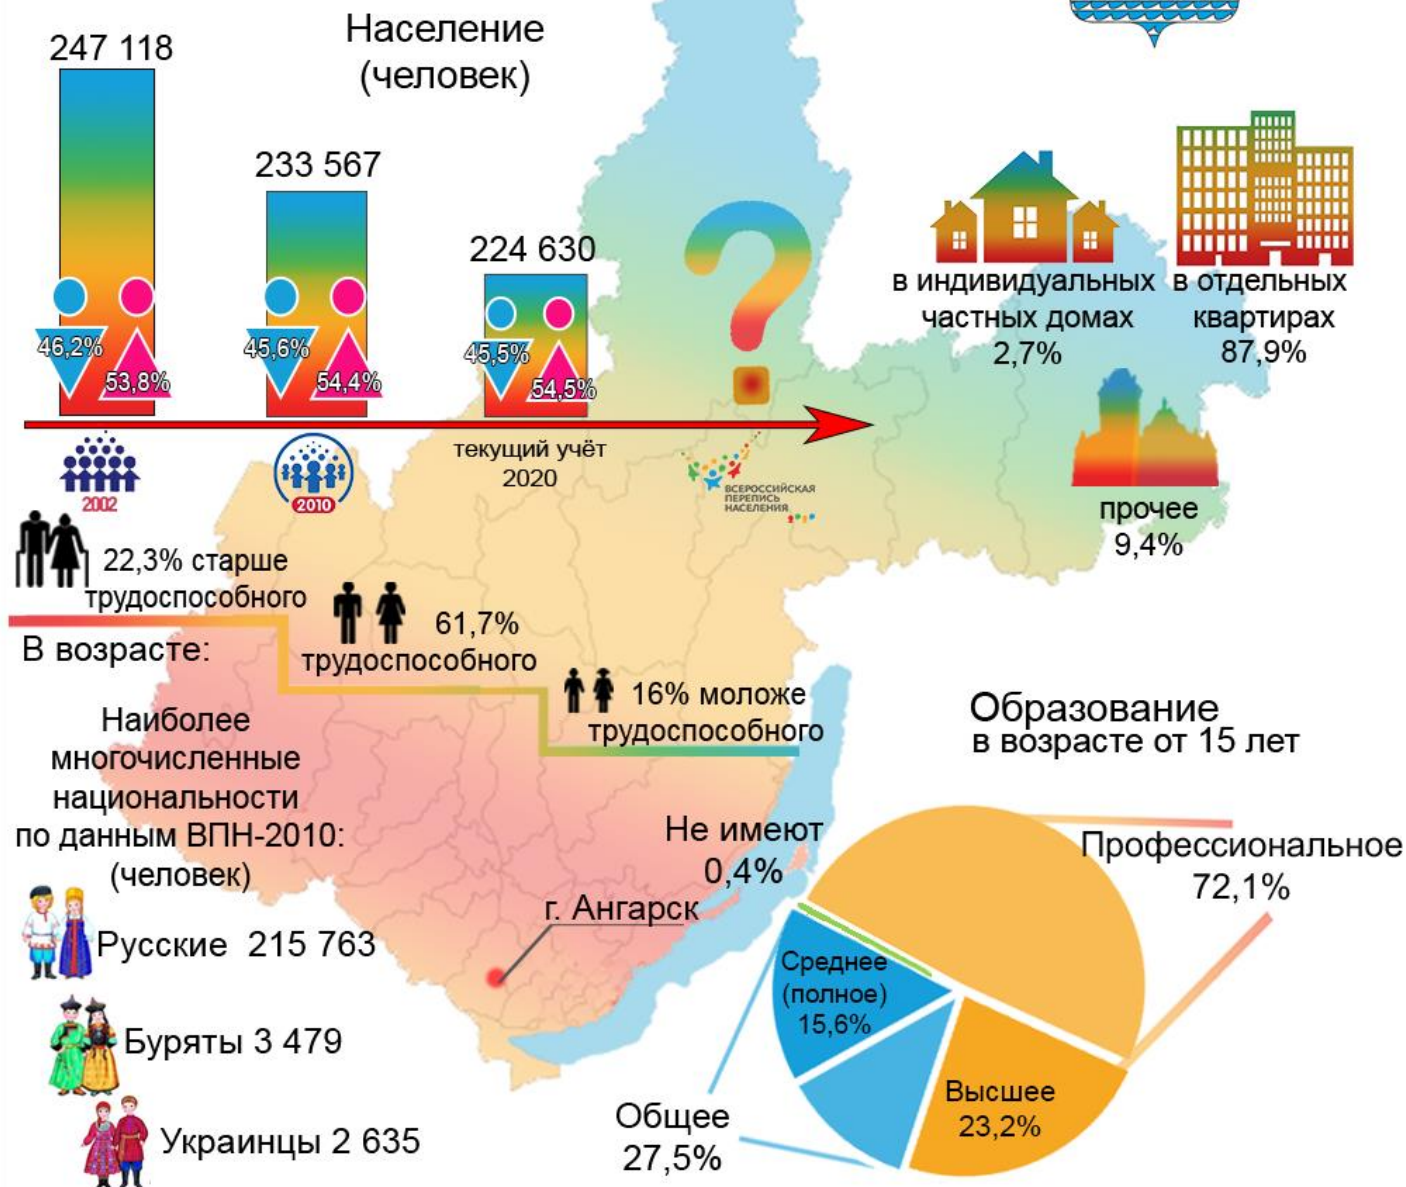 Население
(человек)
247 118
233 567
224 630
46,2%
53,8%
45,6%
54,4%
45,5%
54,5%
2002
2010
текущий учёт
2020
ВСЕРОССИЙСКАЯ
ПЕРЕПИСЬ
НАСЕЛЕНИЯ
в индивидуальных
частных домах
2,7%
в отдельных
квартирах
87,9%
прочее
9,4%
22,3% старше
трудоспособного
В возрасте:
61,7%
трудоспособного
16% моложе
трудоспособного
Наиболее
многочисленные
национальности
по данным ВПН-2010:
(человек)
Русские 215 763
Буряты 3 479
Украинцы 2 635
г. Ангарск
Образование
в возрасте от 15 лет
Не имеют
0,4%
Профессиональное
72,1%
Среднее
(полное)
15,6%
Высшее
23,2%
Общее
27,5%